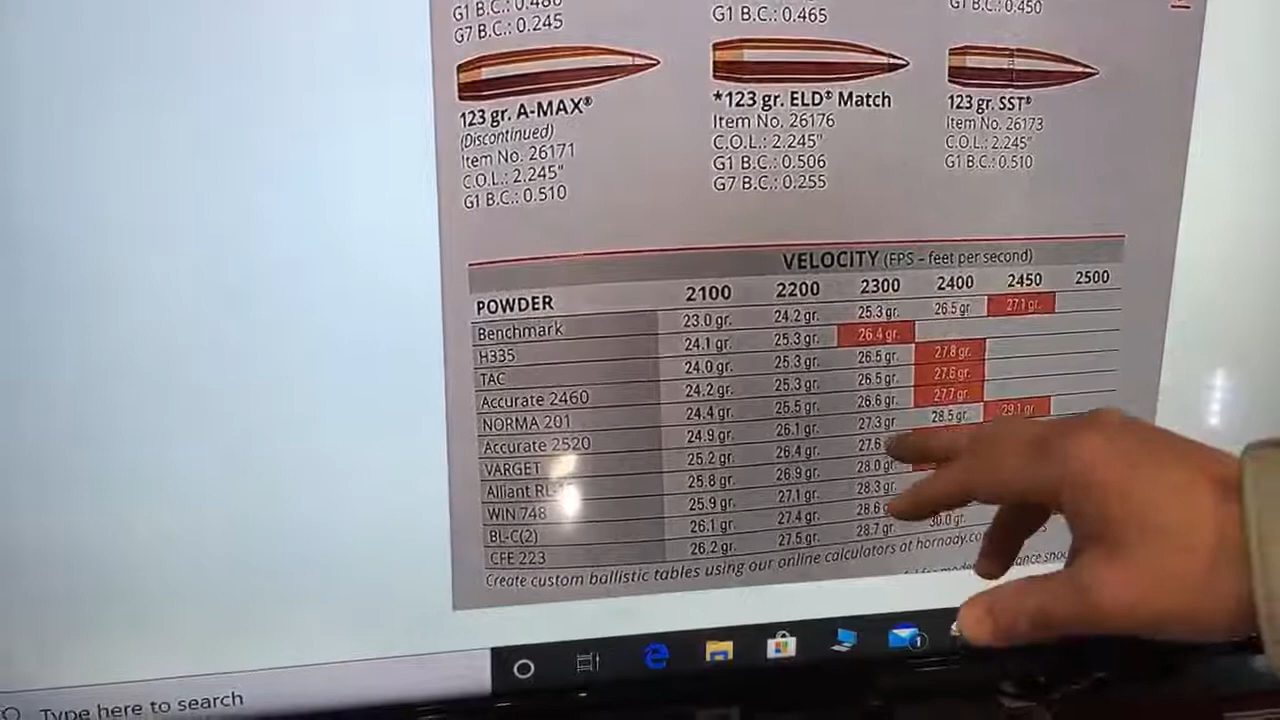 G1 B.C.: 0.480
G7 B.C.: 0.245
G1 B.C.: 0.465
G1 B.C.: 0.450
123 gr. A-MAX®
(Discontinued)
Item No. 26171
C.O.L.: 2.245"
G1 B.C.: 0.510
*123 gr. ELD® Match
Item No. 26176
C.O.L.: 2.245"
G1 B.C.: 0.506
G7 B.C.: 0.255
123 gr. SST®
Item No. 26173
C.O.L.: 2.245"
G1 B.C.: 0.510
VELOCITY (FPS – feet per second)
POWDER 2100 2200 2300 2400 2450 2500
Benchmark 23.0 gr. 24.2 gr. 25.3 gr. 26.5 gr 27.1 gr.
H335 24.1 gr. 25.3 gr. 26.4 gr.
TAC 24.0 gr. 25.3 gr. 26.5 gr. 27.8 gr.
Accurate 2460 24.2 gr. 25.3 gr. 26.5 gr. 27.6 gr.
NORMA 201 24.4 gr. 25.5 gr. 26.6 gr. 27.7 gr.
Accurate 2520 24.9 gr. 26.1 gr. 27.3 gr 28.5 gr. 29.1 gr.
VARGET 25.2 gr. 26.4 gr. 27.6
Alliant 25.8 gr. 26.9 gr. 28.0 gr.
WIN 748 25.9 gr. 27.1 gr. 28.3 gr.
BL-C(2) 26.1 gr. 27.4 gr. 28.6
CFE 223 26.2 gr. 27.5 gr. 28.7 gr. 30.0 gr.
Create custom ballistic tables using our online calculators at hornady.co
Type here to search
1